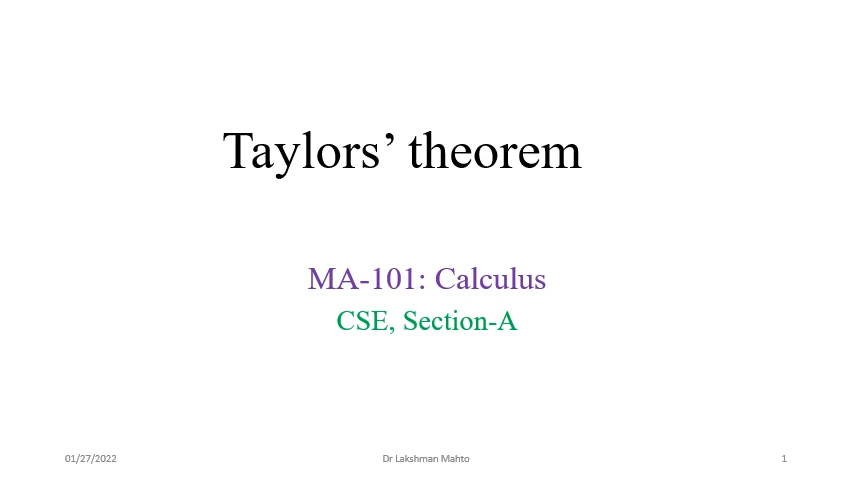 Taylors’ theorem
MA-101: Calculus
CSE, Section-A
01/27/2022
Dr Lakshman Mahto
1